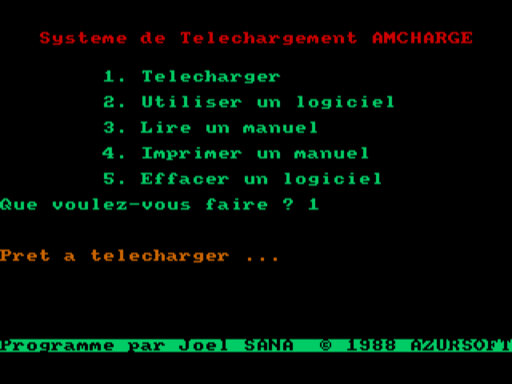 Systeme de Telechargement AMCHARGE
1. Telecharger
2. Utiliser un logiciel
3. Lire un manuel
4. Imprimer un manuel
5. Effacer un logiciel
Que voulez-vous faire ? 1
Pret a telecharger ...
Programme par Joel SANA © 1988 AZURSOFT